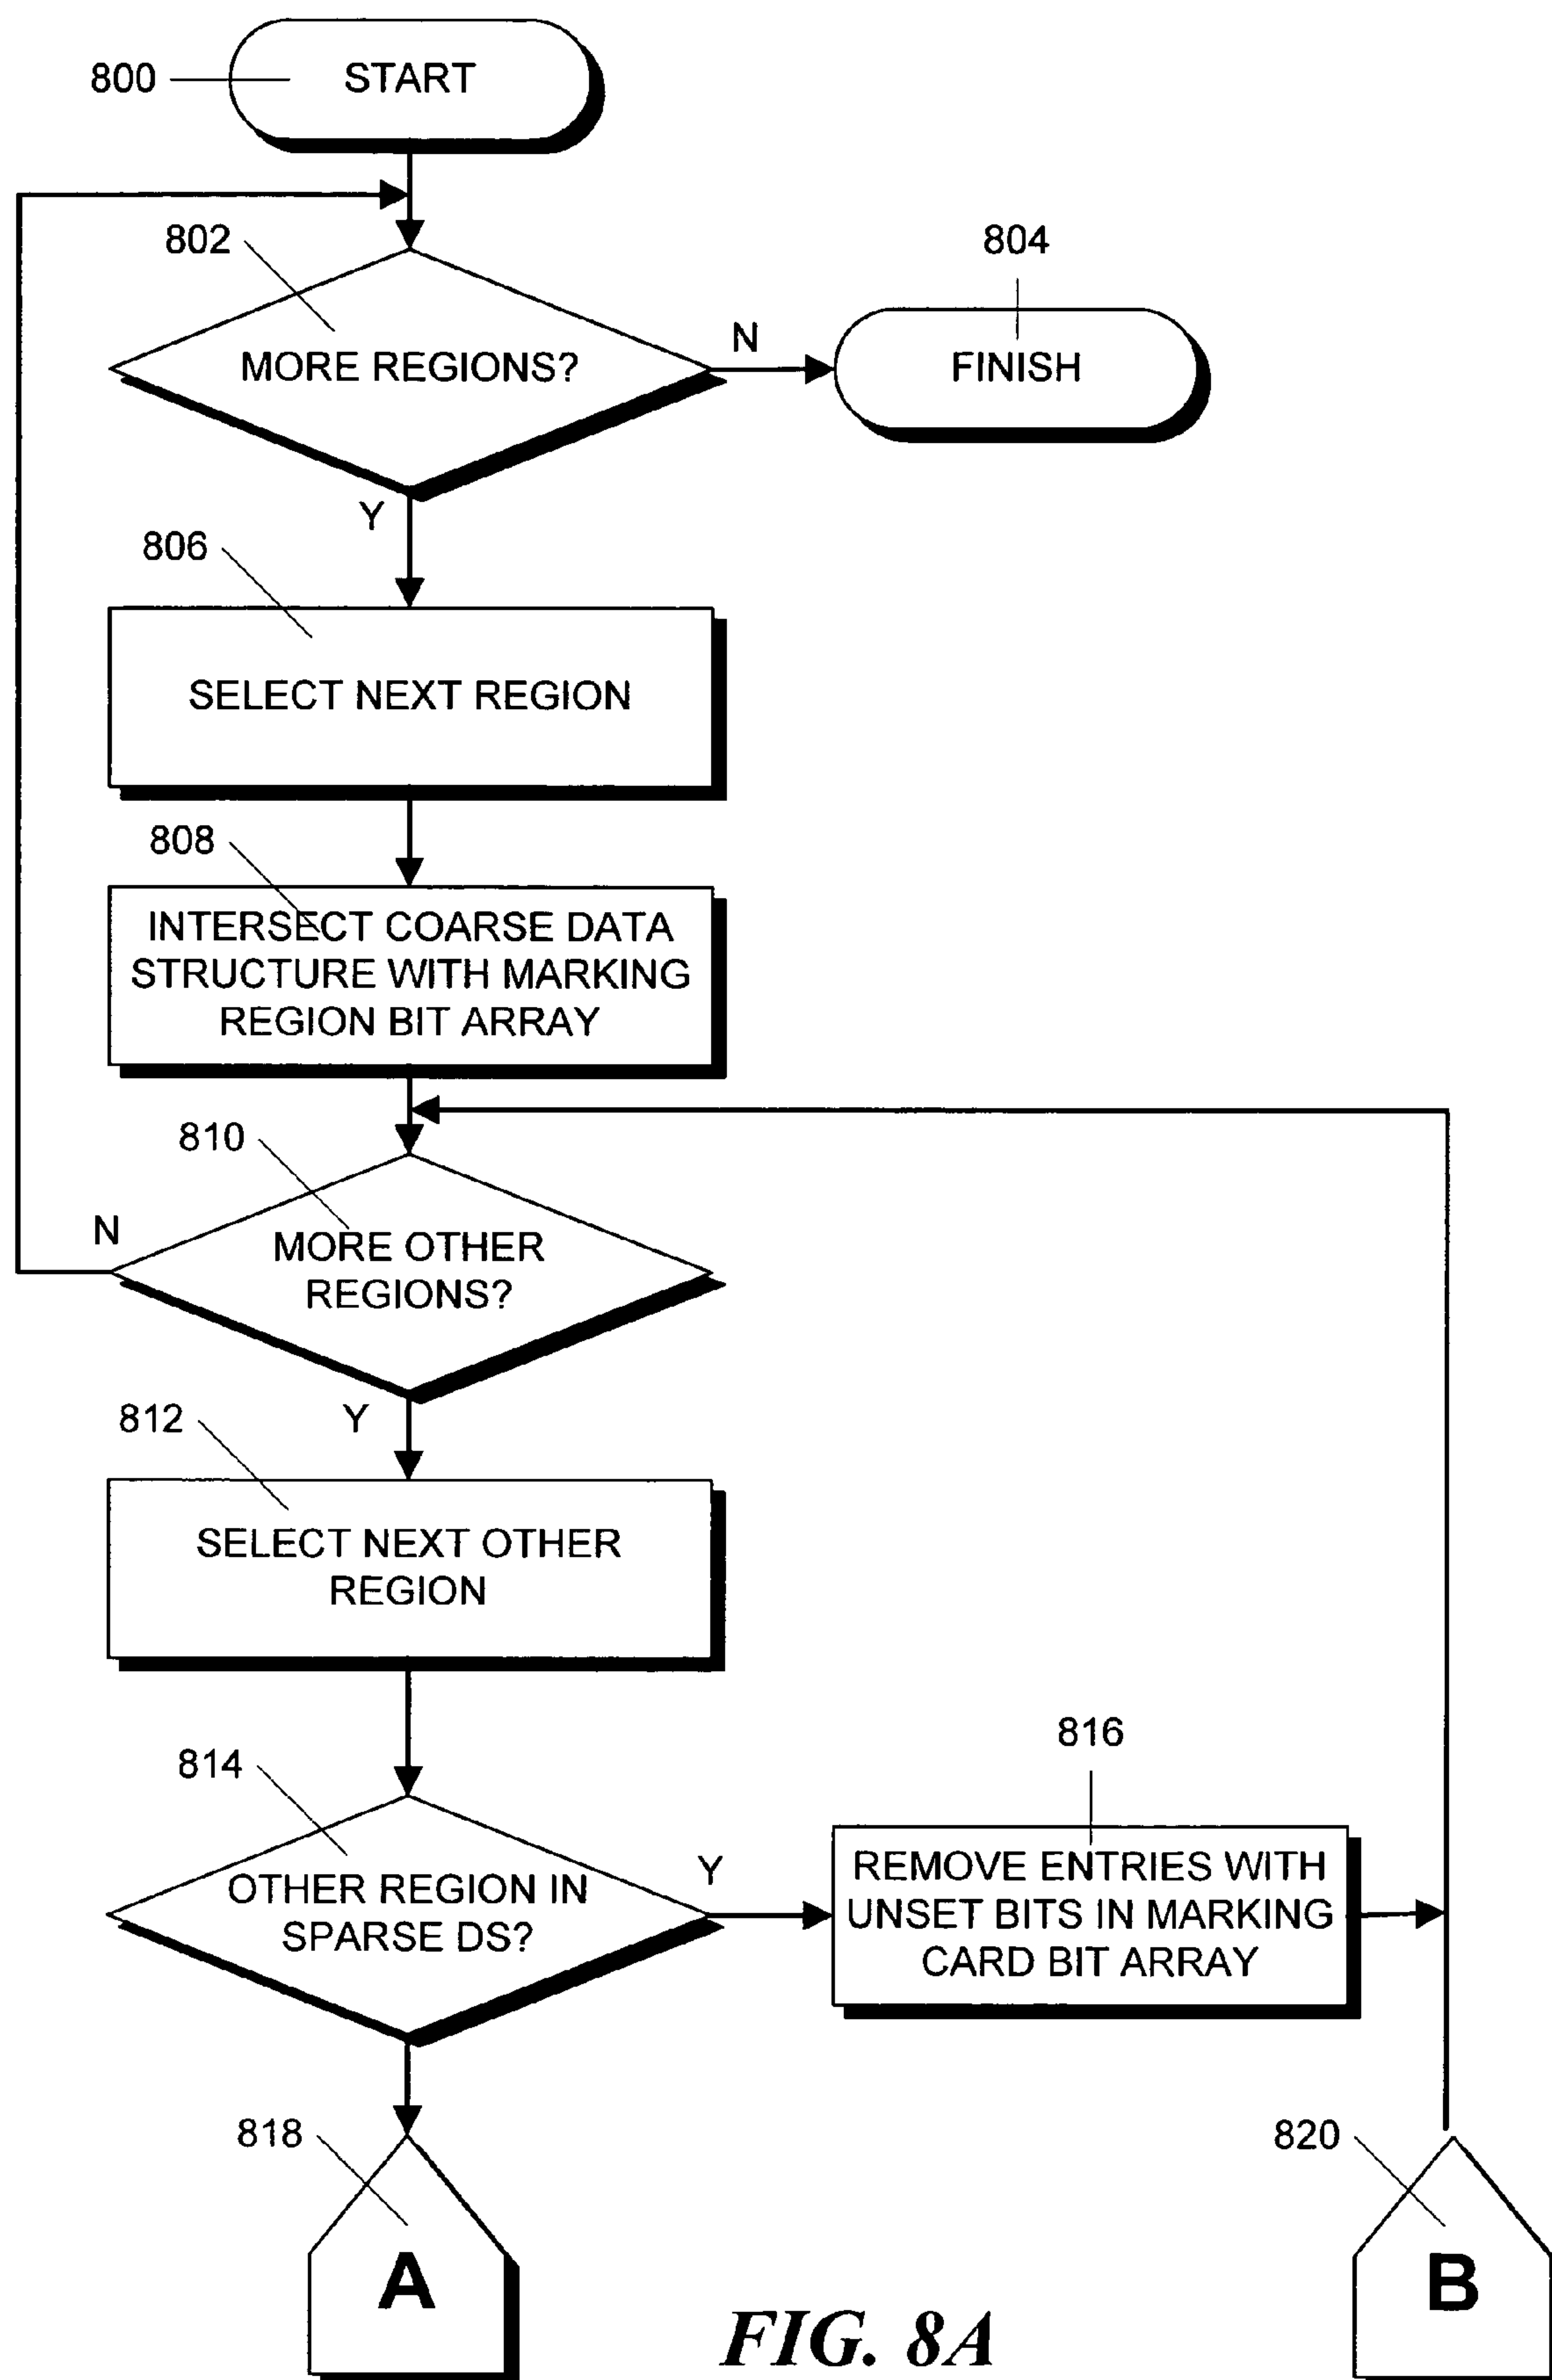 800
START
802
804
MORE REGIONS?
N
FINISH
Y
806
SELECT NEXT REGION
808
INTERSECT COARSE DATA
STRUCTURE WITH MARKING
REGION BIT ARRAY
810
N
MORE OTHER
REGIONS?
Y
812
SELECT NEXT OTHER
REGION
814
816
OTHER REGION IN
SPARSE DS?
Y
REMOVE ENTRIES WITH
UNSET BITS IN MARKING
CARD BIT ARRAY
818
820
A
B
FIG. 8A